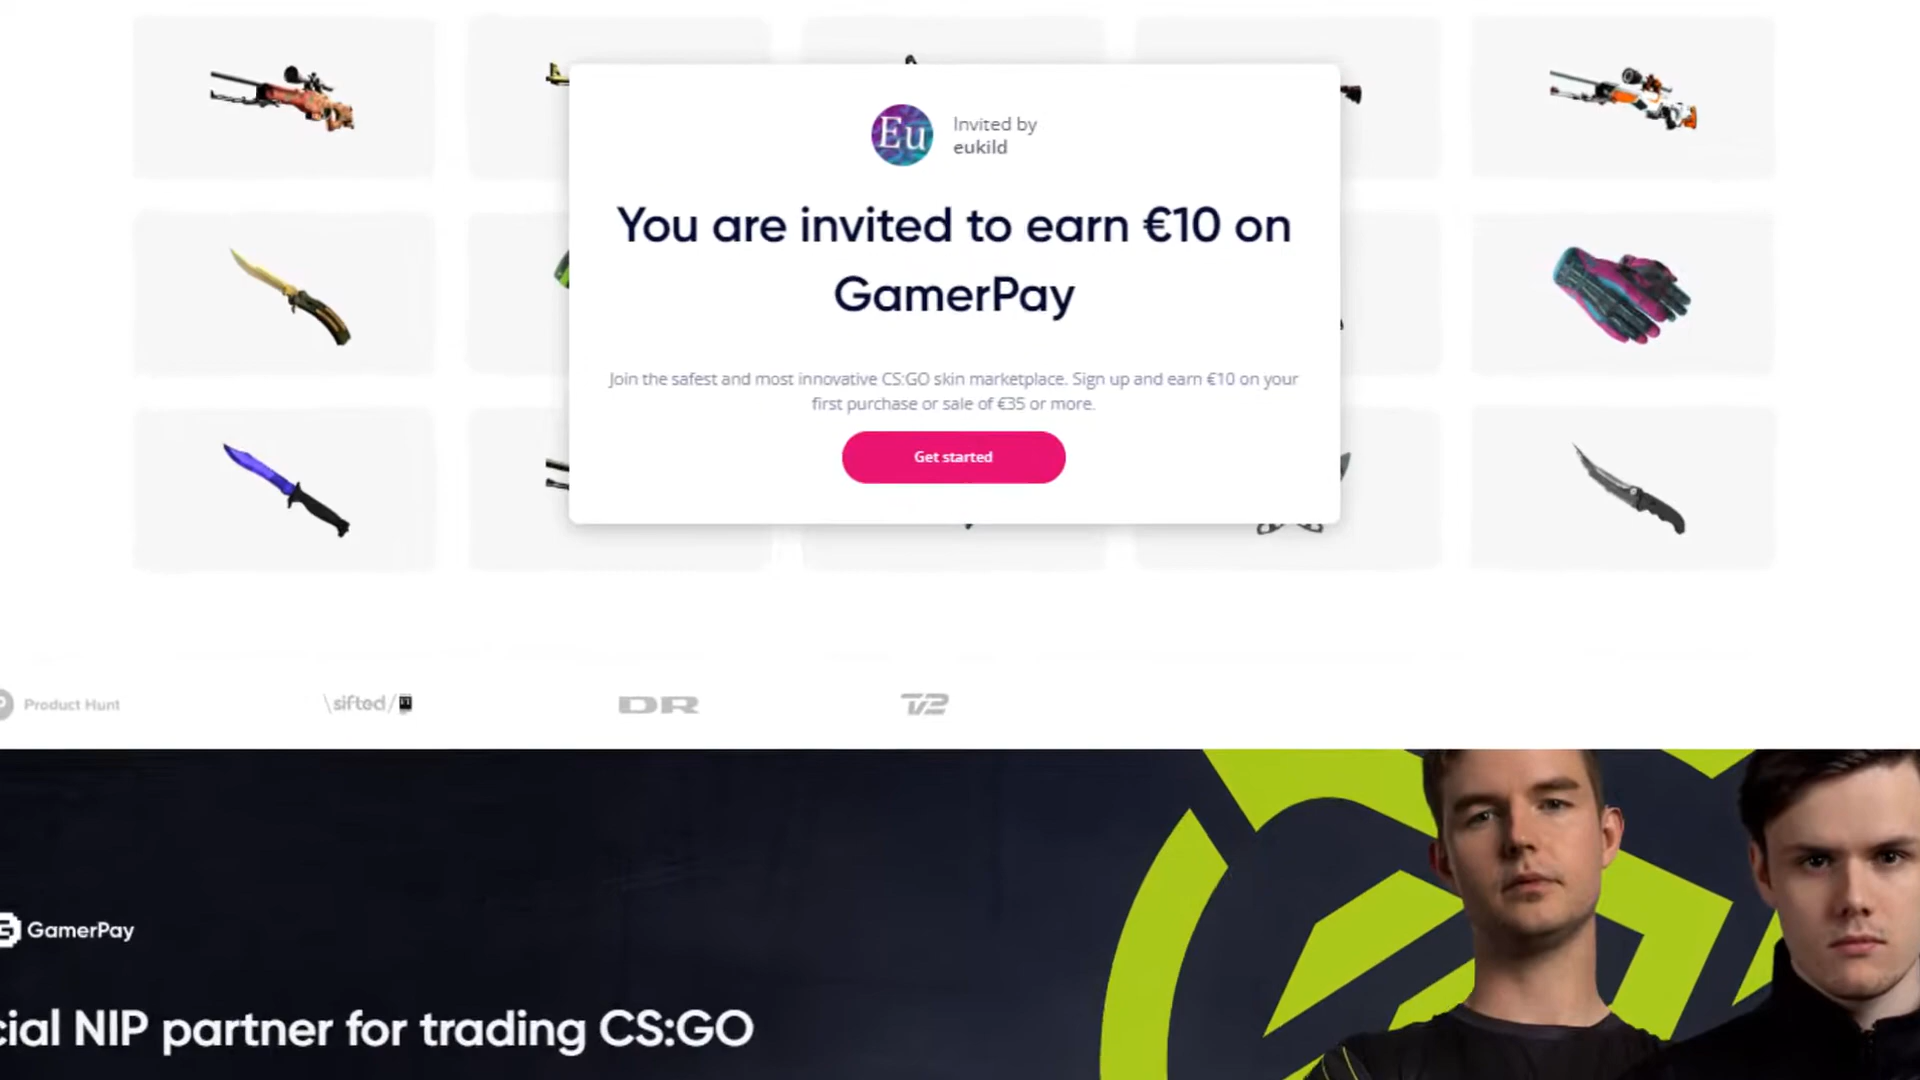 Eu
Invited by
eukild
You are invited to earn €10 on
GamerPay
Join the safest and most innovative CS:GO skin marketplace. Sign up and earn €10 on your
first purchase or sale of €35 or more.
Get started
Product Hunt
\sifted/
DR
TV2
GamerPay
cial NIP partner for trading CS:GO